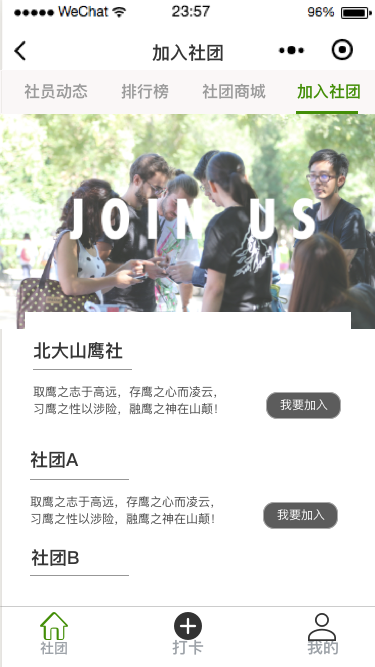 WeChat 23:57 96%
加入社团
社员动态 排行榜 社团商城 加入社团
JOIN US
北大山鹰社
取鹰之志于高远，存鹰之心而凌云，
习鹰之性以涉险，融鹰之神在山颠！
我要加入
社团A
取鹰之志于高远，存鹰之心而凌云，
习鹰之性以涉险，融鹰之神在山颠！
我要加入
社团B
社团 打卡 我的